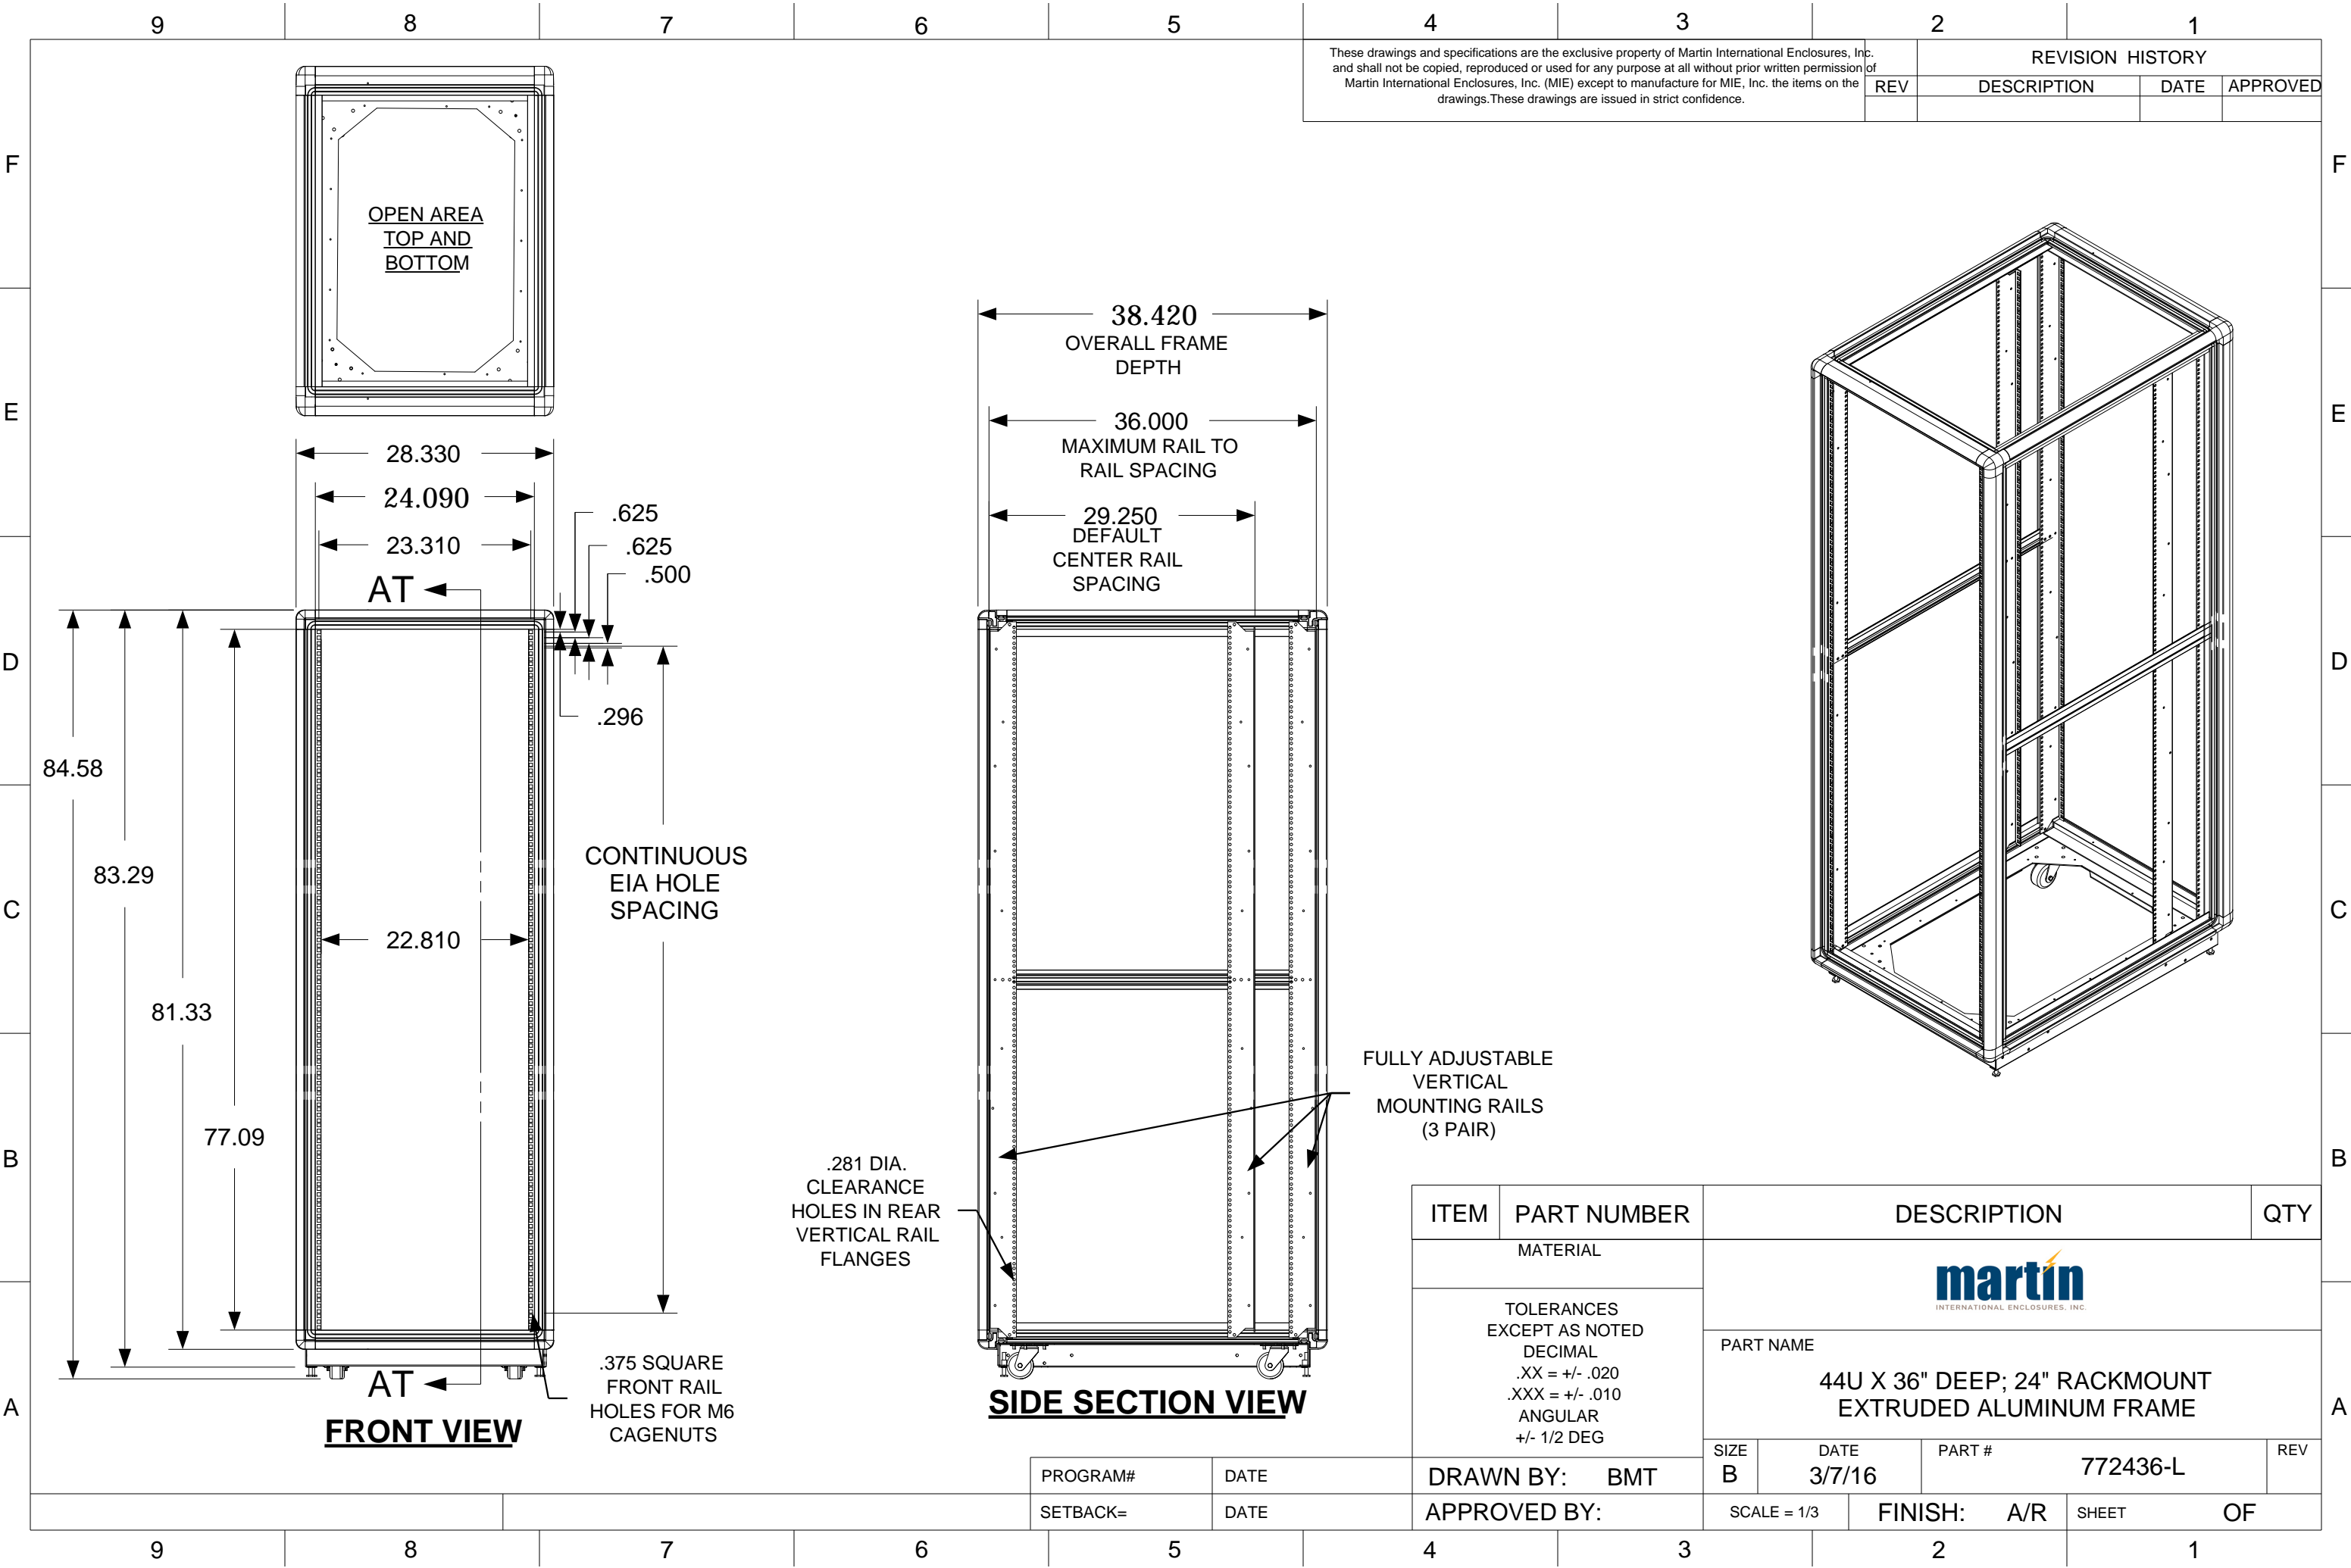 9 8 7 6 5 4 3 2 1
These drawings and specifications are the exclusive property of Martin International Enclosures, Inc.
and shall not be copied, reproduced or used for any purpose at all without prior written permission of
Martin International Enclosures, Inc. (MIE) except to manufacture for MIE, Inc. the items on the
drawings.These drawings are issued in strict confidence.
REVISION HISTORY
REV DESCRIPTION DATE APPROVED
F F
OPEN AREA
TOP AND
BOTTOM
E E
28.330
24.090
23.310
.625
.625
.500
.296
AT
38.420
OVERALL FRAME
DEPTH
36.000
MAXIMUM RAIL TO
RAIL SPACING
29.250
DEFAULT
CENTER RAIL
SPACING
D D
84.58
83.29
81.33
77.09
22.810
CONTINUOUS
EIA HOLE
SPACING
C C
FULLY ADJUSTABLE
VERTICAL
MOUNTING RAILS
(3 PAIR)
B B
.281 DIA.
CLEARANCE
HOLES IN REAR
VERTICAL RAIL
FLANGES
.375 SQUARE
FRONT RAIL
HOLES FOR M6
CAGENUTS
AT
FRONT VIEW
SIDE SECTION VIEW
A A
ITEM PART NUMBER DESCRIPTION QTY
MATERIAL
TOLERANCES
EXCEPT AS NOTED
DECIMAL
.XX = +/- .020
.XXX = +/- .010
ANGULAR
+/- 1/2 DEG
martin
INTERNATIONAL ENCLOSURES, INC.
PART NAME
44U X 36" DEEP; 24" RACKMOUNT
EXTRUDED ALUMINUM FRAME
SIZE DATE PART # REV
B 3/7/16 772436-L
PROGRAM# DATE DRAWN BY: BMT
SETBACK= DATE APPROVED BY: SCALE = 1/3 FINISH: A/R SHEET OF
9 8 7 6 5 4 3 2 1